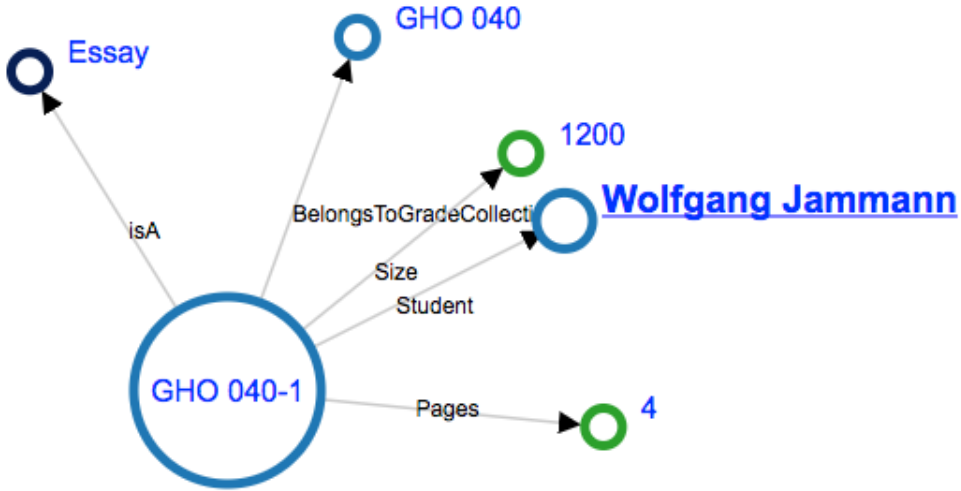 GHO 040
Essay
1200
Wolfgang Jammann
BelongsToGradeCollecti
isA
Size
Student
GHO 040-1
Pages
4